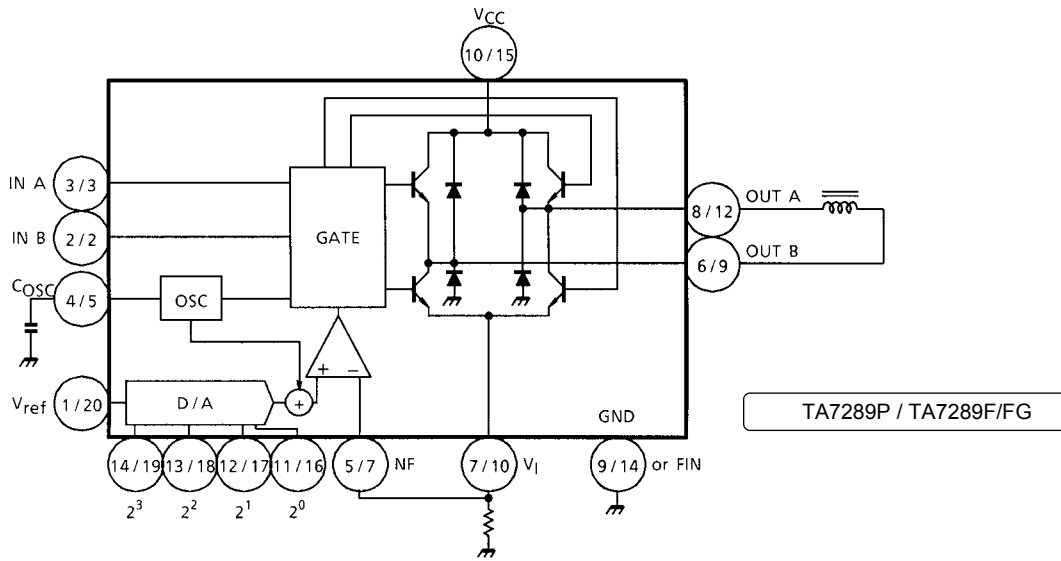 VCC
10 / 15
IN A
3 / 3
IN B
2 / 2
GATE
8 / 12
OUT A
6 / 9
OUT B
COSC
4 / 5
OSC
+
−
Vref
1 / 20
D / A
+
GND
TA7289P / TA7289F/FG
14 / 19
13 / 18
12 / 17
11 / 16
5 / 7
NF
7 / 10
VI
9 / 14
or FIN
2³
2²
2¹
2⁰